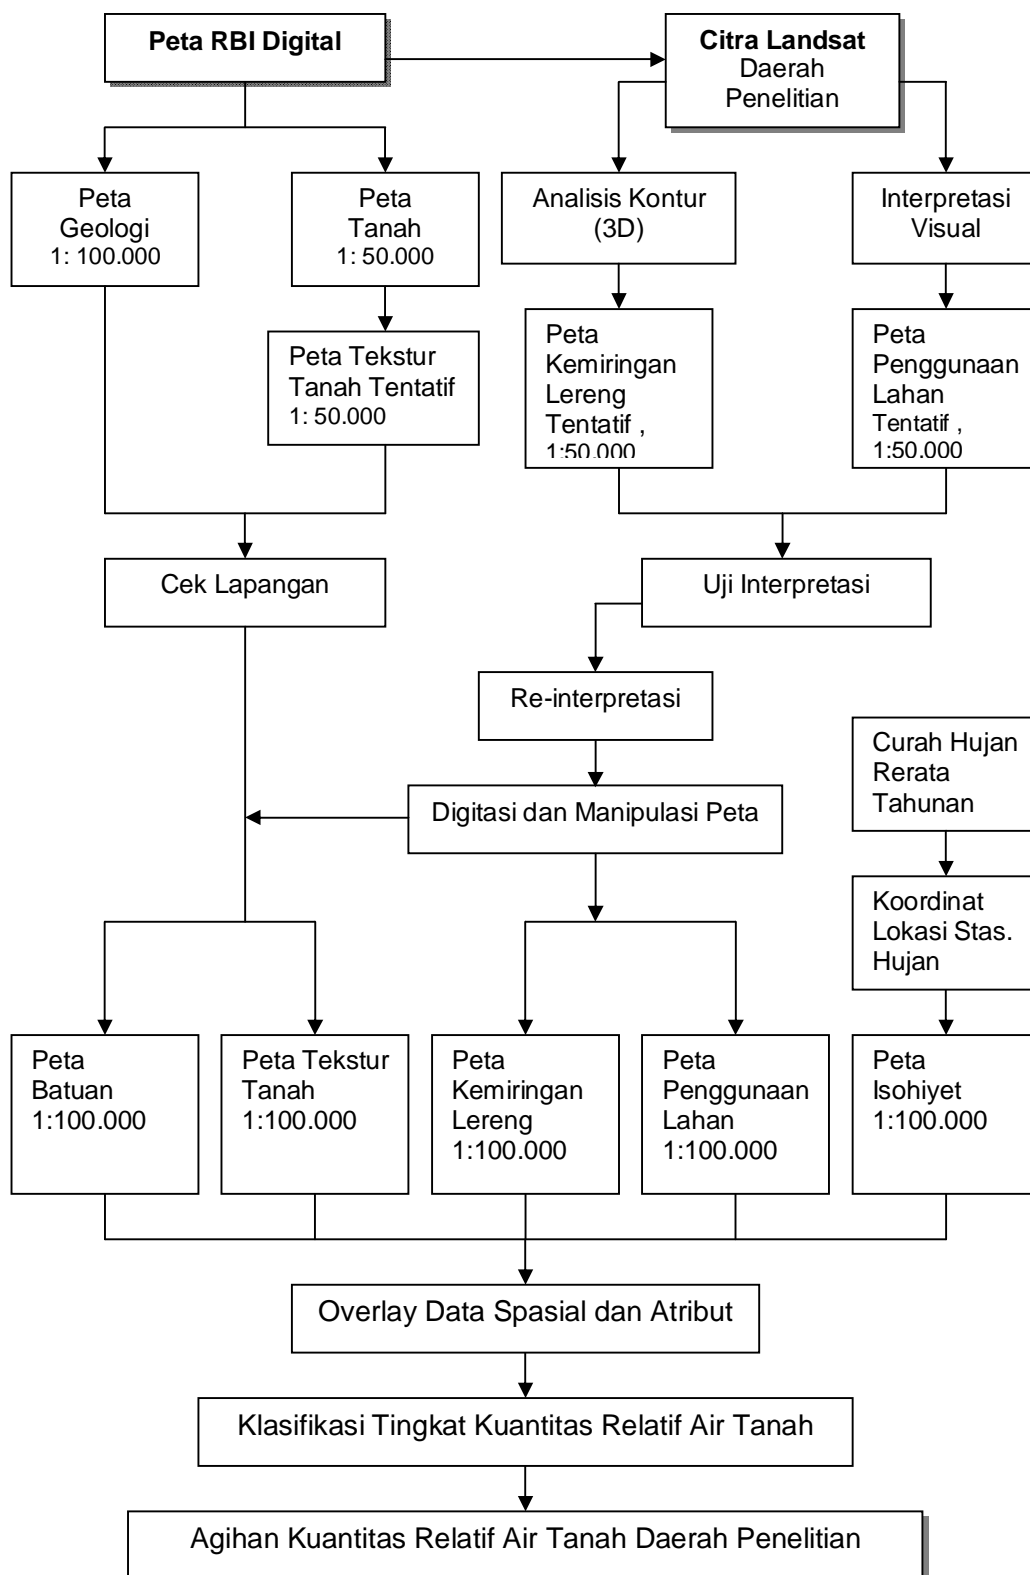 Peta RBI Digital
Citra Landsat
Daerah
Penelitian
Peta
Geologi
1: 100.000
Peta
Tanah
1: 50.000
Analisis Kontur
(3D)
Interpretasi
Visual
Peta Tekstur
Tanah Tentatif
1: 50.000
Peta
Kemiringan
Lereng
Tentatif ,
1:50.000
Peta
Penggunaan
Lahan
Tentatif ,
1:50.000
Cek Lapangan
Uji Interpretasi
Re-interpretasi
Digitasi dan Manipulasi Peta
Curah Hujan
Rerata
Tahunan
Koordinat
Lokasi Stas.
Hujan
Peta
Batuan
1:100.000
Peta Tekstur
Tanah
1:100.000
Peta
Kemiringan
Lereng
1:100.000
Peta
Penggunaan
Lahan
1:100.000
Peta
Isohiyet
1:100.000
Overlay Data Spasial dan Atribut
Klasifikasi Tingkat Kuantitas Relatif Air Tanah
Agihan Kuantitas Relatif Air Tanah Daerah Penelitian